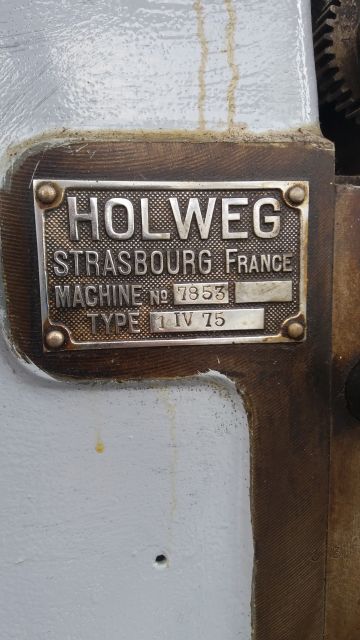 HOLWEG
STRASBOURG FRANCE
MACHINE No 7853
TYPE 1 IV 75